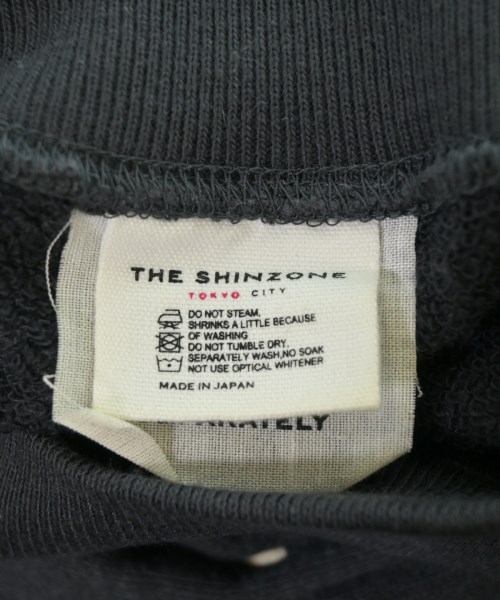 THE SHINZONE
TOKYO CITY
DO NOT STEAM.
SHRINKS A LITTLE BECAUSE
OF WASHING
DO NOT TUMBLE DRY.
SEPARATELY WASH,NO SOAK
NOT USE OPTICAL WHITENER
MADE IN JAPAN